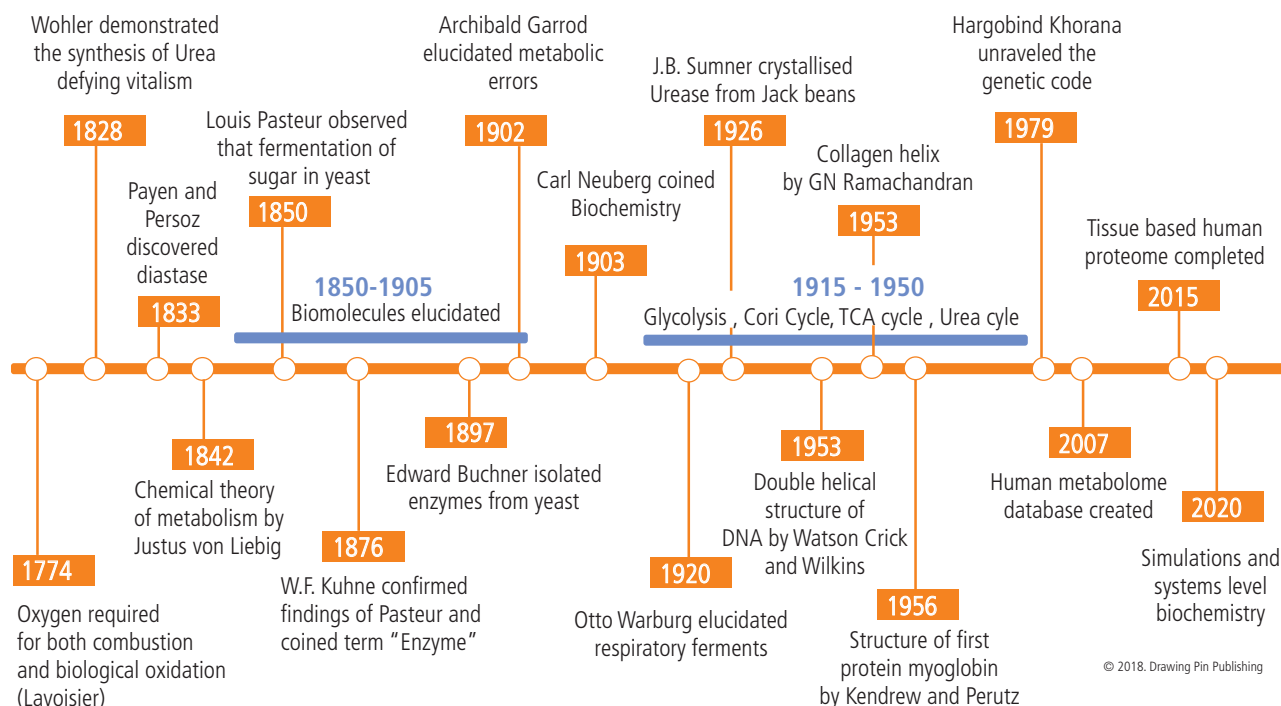 Wohler demonstrated
the synthesis of Urea
defying vitalism
1828
Payen and
Persoz
discovered
diastase
1833
Louis Pasteur observed
that fermentation of
sugar in yeast
1850
1850-1905
Biomolecules elucidated
Archibald Garrod
elucidated metabolic
errors
1902
Carl Neuberg coined
Biochemistry
1903
J.B. Sumner crystallised
Urease from Jack beans
1926
Collagen helix
by GN Ramachandran
1953
1915 - 1950
Glycolysis , Cori Cycle, TCA cycle , Urea cyle
Hargobind Khorana
unraveled the
genetic code
1979
Tissue based human
proteome completed
2015
1774
Oxygen required
for both combustion
and biological oxidation
(Lavoisier)
1842
Chemical theory
of metabolism by
Justus von Liebig
1876
W.F. Kuhne confirmed
findings of Pasteur and
coined term “Enzyme”
1897
Edward Buchner isolated
enzymes from yeast
1920
Otto Warburg elucidated
respiratory ferments
1953
Double helical
structure of
DNA by Watson Crick
and Wilkins
1956
Structure of first
protein myoglobin
by Kendrew and Perutz
2007
Human metabolome
database created
2020
Simulations and
systems level
biochemistry
© 2018. Drawing Pin Publishing